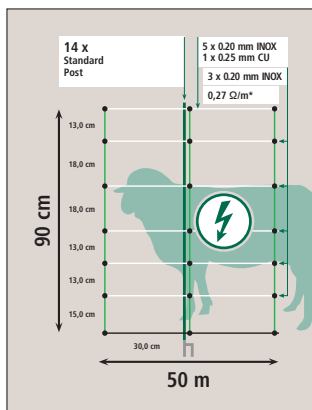 14 x
Standard
Post
5 x 0.20 mm INOX
1 x 0.25 mm CU
3 x 0.20 mm INOX
0,27 Ω/m*
13,0 cm
18,0 cm
18,0 cm
13,0 cm
13,0 cm
15,0 cm
90 cm
30,0 cm
50 m